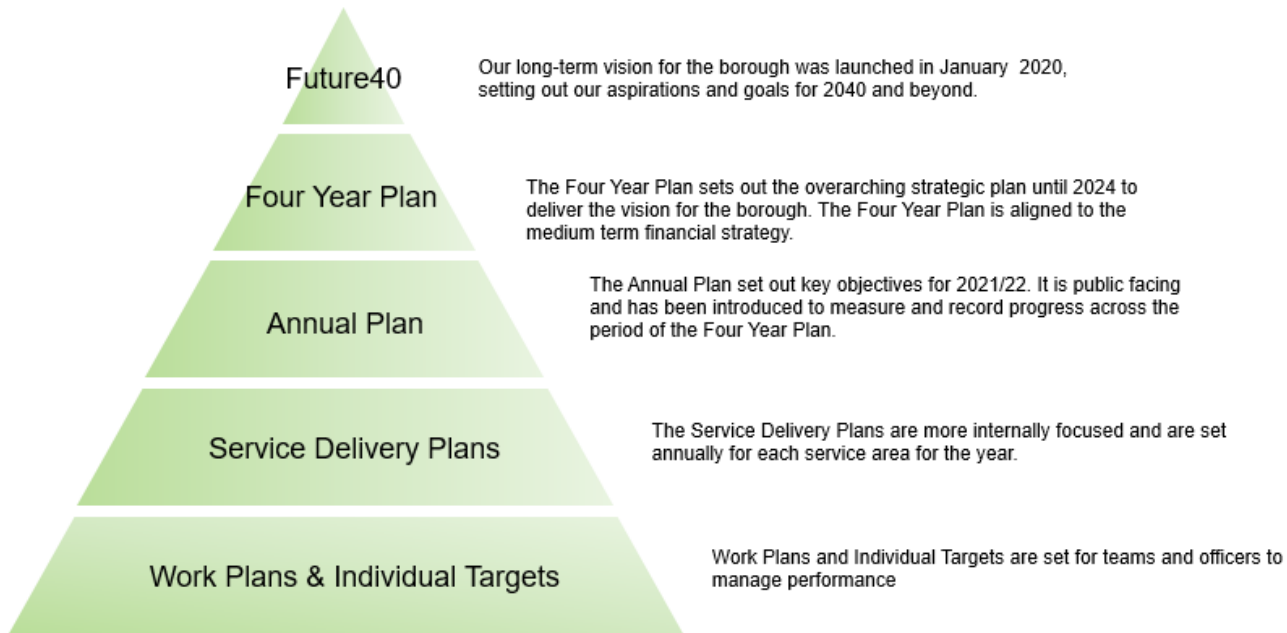 Future40
Our long-term vision for the borough was launched in January  2020,
setting out our aspirations and goals for 2040 and beyond.
Four Year Plan
The Four Year Plan sets out the overarching strategic plan until 2024 to
deliver the vision for the borough. The Four Year Plan is aligned to the
medium term financial strategy.
Annual Plan
The Annual Plan set out key objectives for 2021/22. It is public facing
and has been introduced to measure and record progress across the
period of the Four Year Plan.
Service Delivery Plans
The Service Delivery Plans are more internally focused and are set
annually for each service area for the year.
Work Plans & Individual Targets
Work Plans and Individual Targets are set for teams and officers to
manage performance